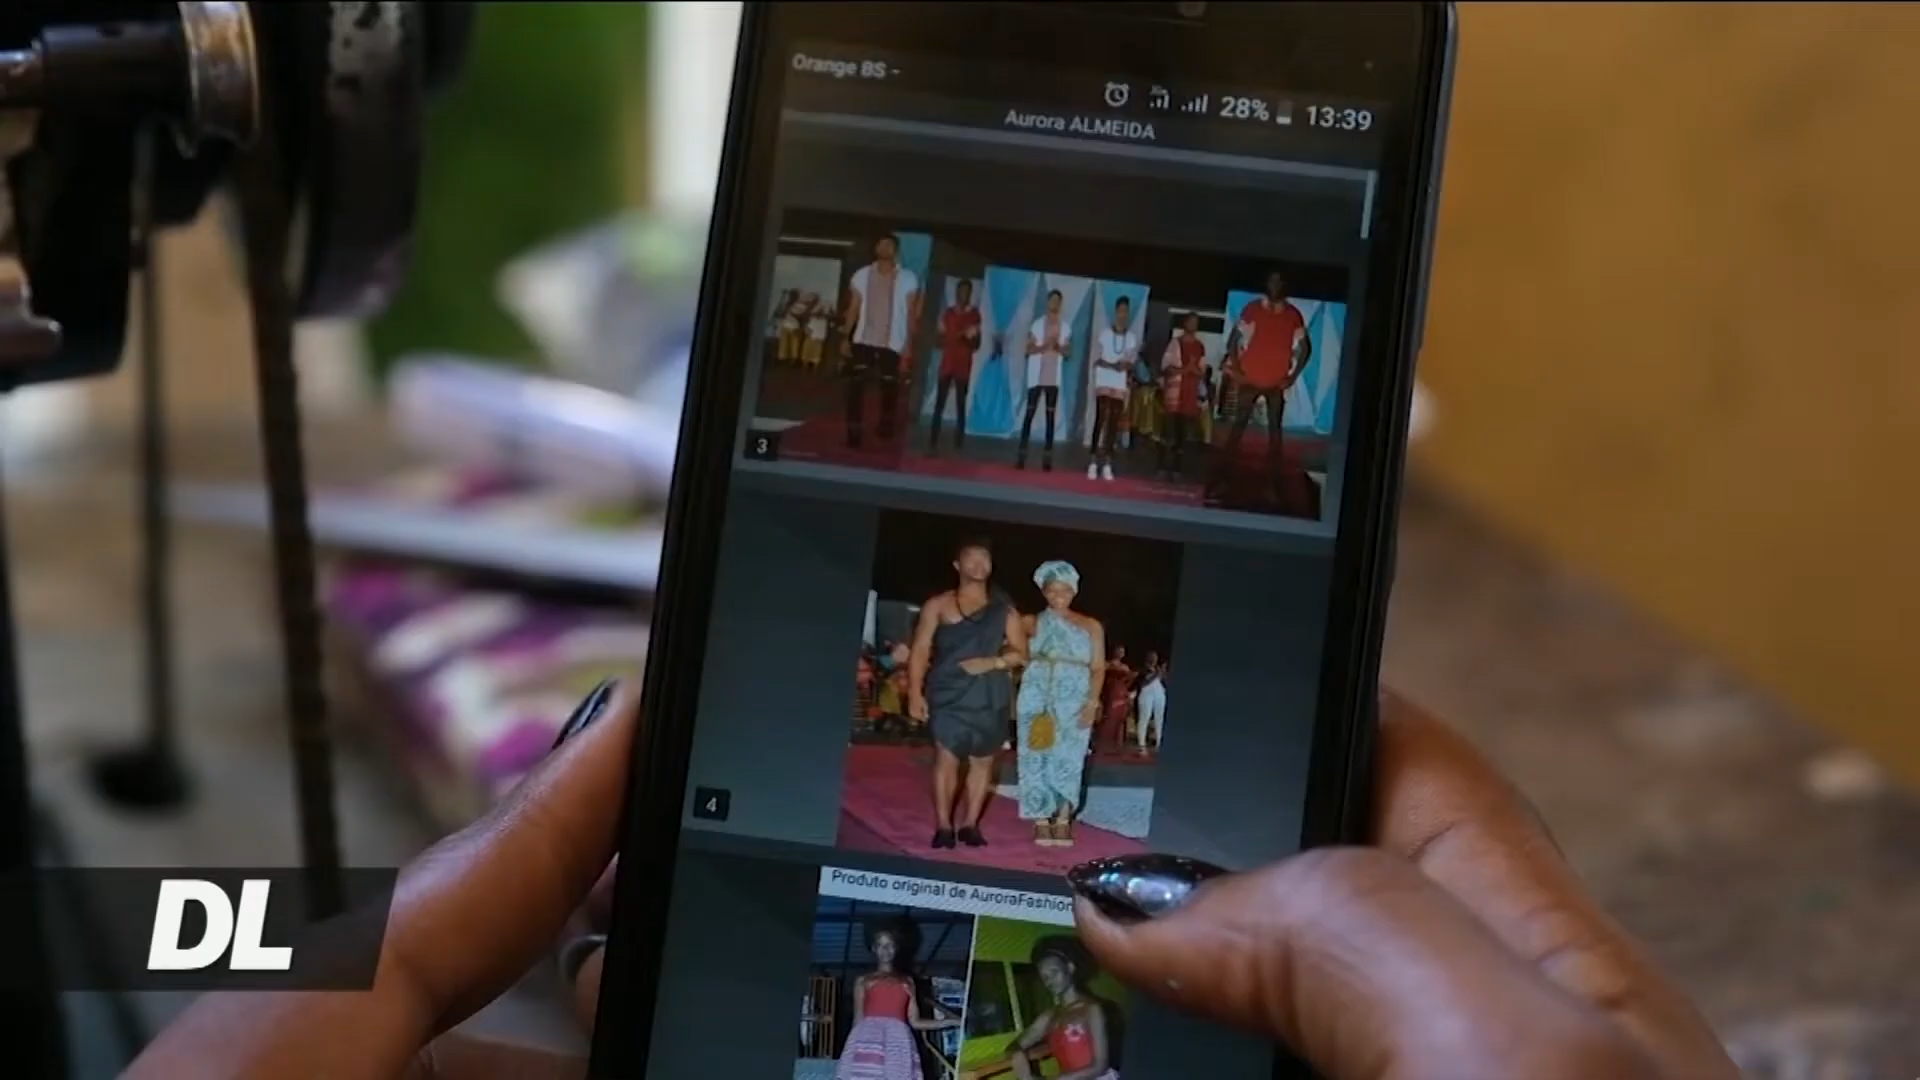 Orange BS -
28% 13:39
Aurora ALMEIDA
3
4
Produto original de AuroraFashion
DL